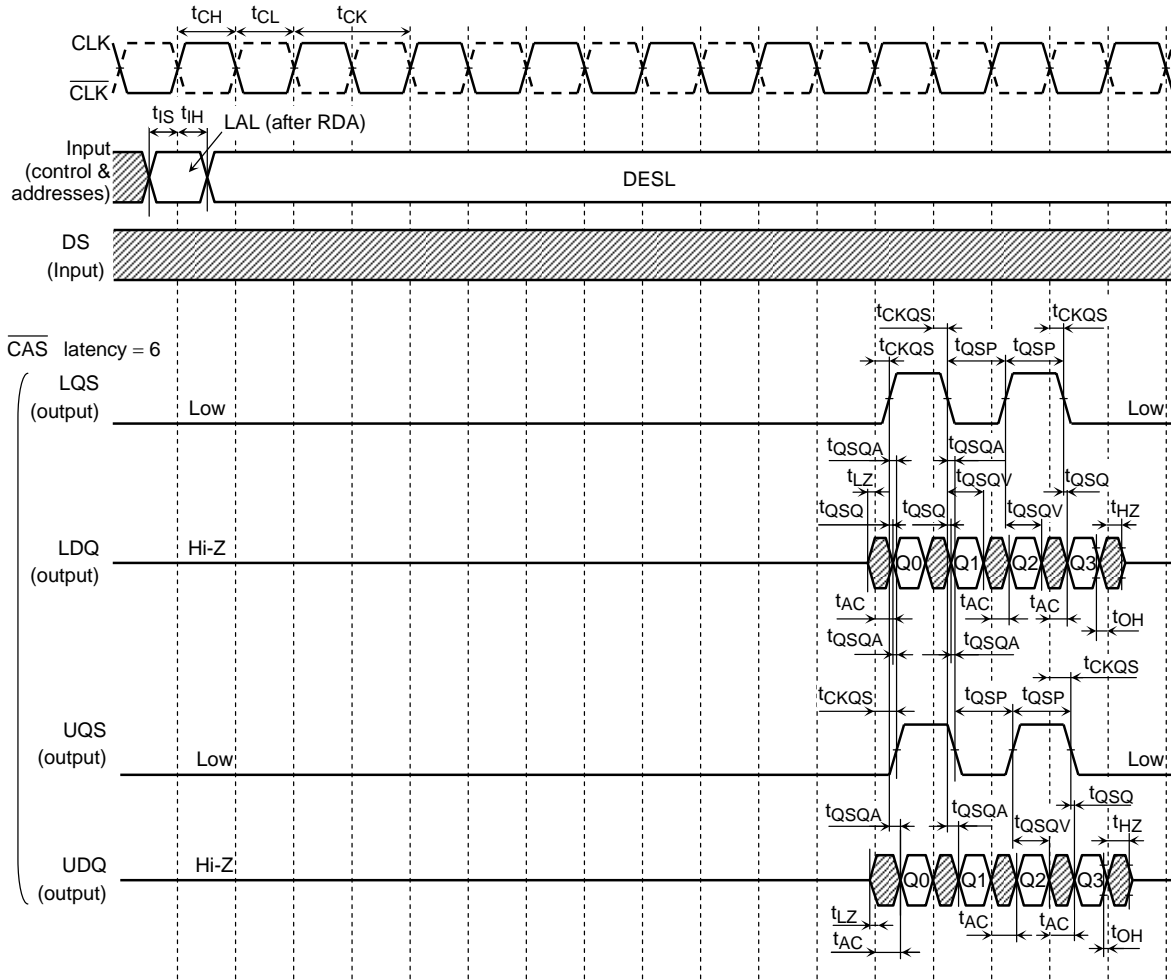 tCH tCL tCK
CLK
CLK
tIS tIH LAL (after RDA)
Input
(control &
addresses)
DESL
DS
(Input)
tCKQS tCKQS
CAS latency = 6
tCKQS tQSP tQSP
LQS
(output)
Low Low
tQSQA tQSQA
tLZ tQSQV tQSQ
tQSQ tQSQ tQSQV tHZ
LDQ
(output)
Hi-Z Q0 Q1 Q2 Q3
tAC tAC tAC tOH
tQSQA tQSQA
tCKQS
tCKQS tQSP tQSP
UQS
(output)
Low Low
tQSQ
tQSQA tQSQA tQSQV tHZ
UDQ
(output)
Hi-Z Q0 Q1 Q2 Q3
tLZ tAC tAC tOH
tAC